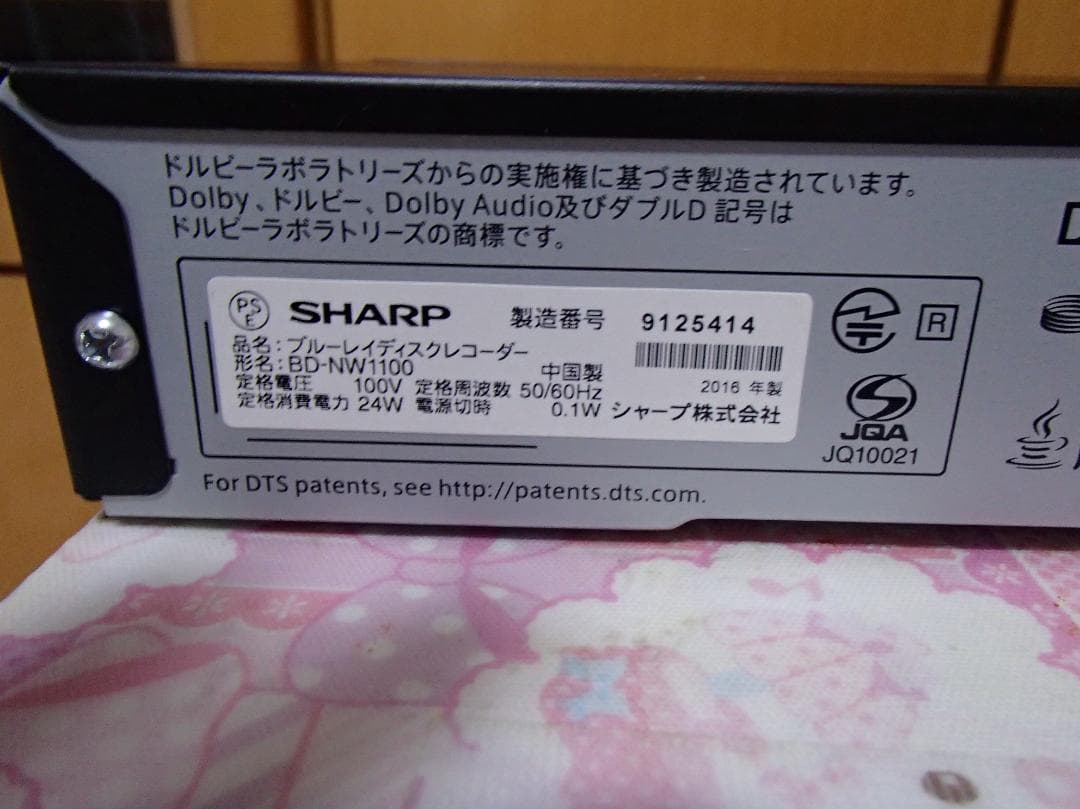 ドルビーラボラトリーズからの実施権に基づき製造されています。
Dolby、ドルビー、Dolby Audio及びダブルD 記号は
ドルビーラボラトリーズの商標です。
PSE SHARP 製造番号 9125414
品名：ブルーレイディスクレコーダー
形名：BD-NW1100 中国製
定格電圧 100V 定格周波数 50/60Hz 2016 年製
定格消費電力 24W 電源切時 0.1W シャープ株式会社
R
JQA
JQ10021
For DTS patents, see http://patents.dts.com.